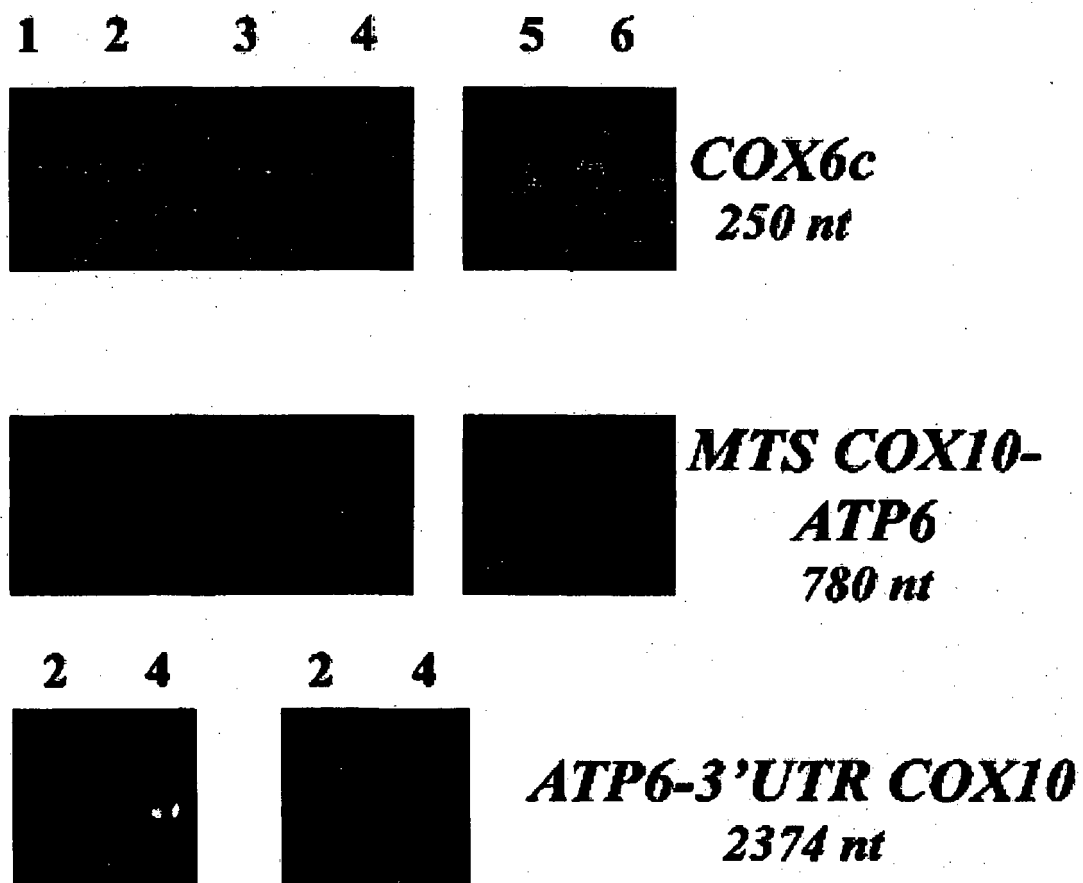 1 2 3 4 5 6
COX6c
250 nt
MTS COX10-
ATP6
780 nt
2 4 2 4
ATP6-3'UTR COX10
2374 nt